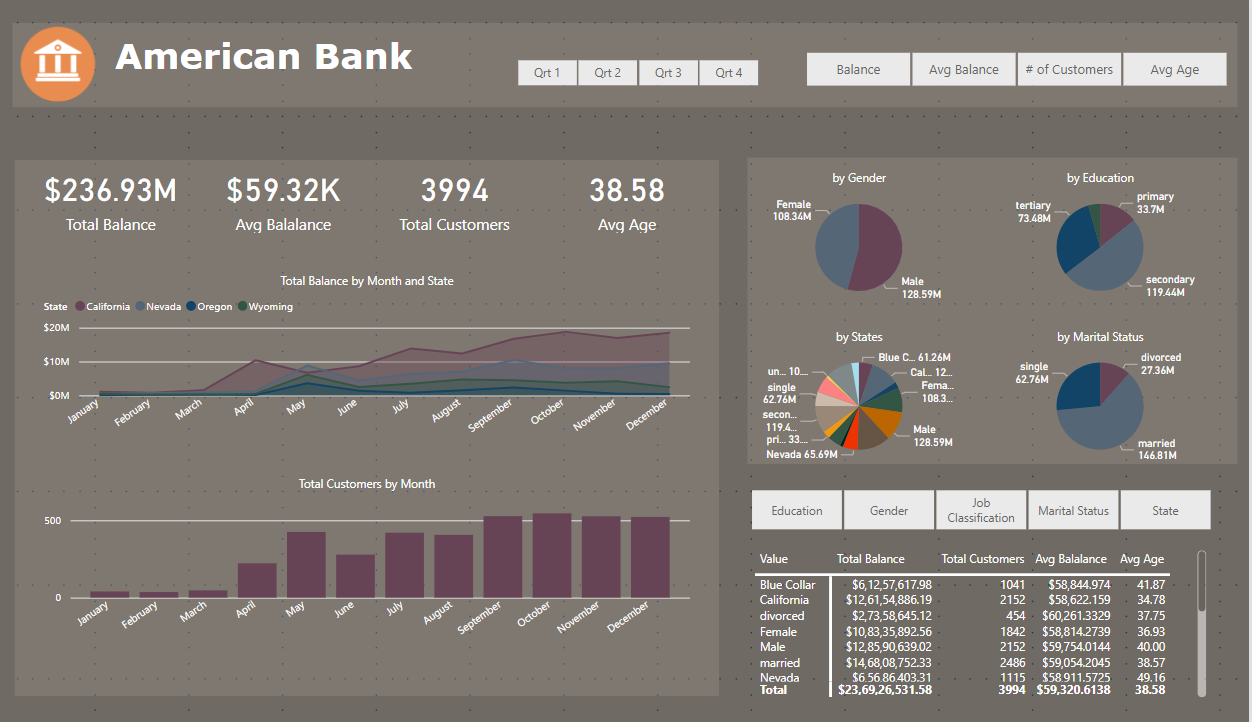 American Bank
Qrt 1 Qrt 2 Qrt 3 Qrt 4
Balance Avg Balance # of Customers Avg Age
$236.93M $59.32K 3994 38.58
Total Balance Avg Balalance Total Customers Avg Age
Total Balance by Month and State
State California Nevada Oregon Wyoming
$20M
$10M
$0M
January February March April May June July August September October November December
Total Customers by Month
500
0
January February March April May June July August September October November December
by Gender
Female
108.34M
Male
128.59M
by Education
tertiary
73.48M
primary
33.7M
secondary
119.44M
by States
Blue C... 61.26M
Cal... 12...
Fema...
108.3...
Male
128.59M
Nevada 65.69M
pri... 33....
secon...
119.4...
single
62.76M
un... 10....
by Marital Status
single
62.76M
divorced
27.36M
married
146.81M
Education Gender Job Classification Marital Status State
Value Total Balance Total Customers Avg Balalance Avg Age
Blue Collar $6,12,57,617.98 1041 $58,844.974 41.87
California $12,61,54,886.19 2152 $58,622.159 34.78
divorced $2,73,58,645.12 454 $60,261.3329 37.75
Female $10,83,35,892.56 1842 $58,814.2739 36.93
Male $12,85,90,639.02 2152 $59,754.0144 40.00
married $14,68,08,752.33 2486 $59,054.2045 38.57
Nevada $6,56,86,403.31 1115 $58,911.5725 49.16
Total $23,69,26,531.58 3994 $59,320.6138 38.58